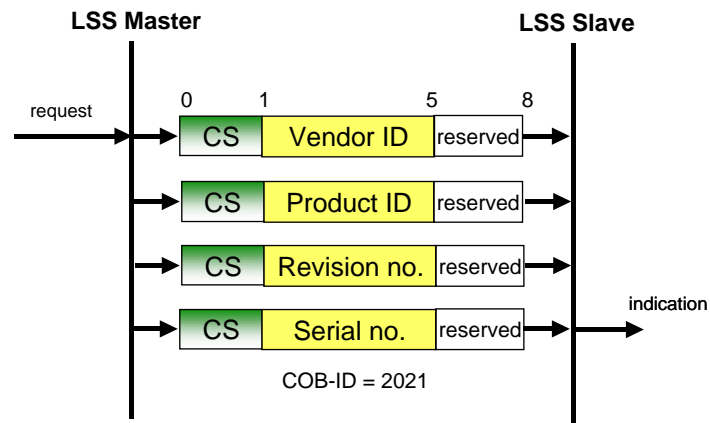 LSS Master LSS Slave
0 1 5 8
request
CS Vendor ID reserved
CS Product ID reserved
CS Revision no. reserved
indication
CS Serial no. reserved
COB-ID = 2021